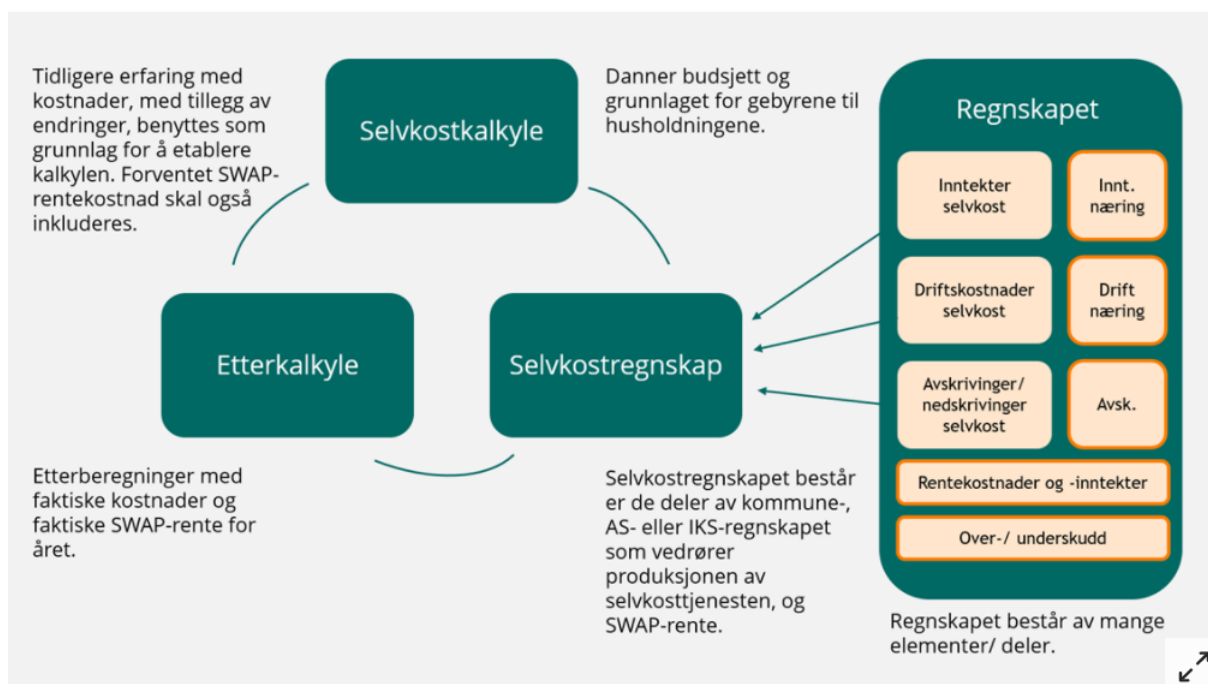 Tidligere erfaring med
kostnader, med tillegg av
endringer, benyttes som
grunnlag for å etablere
kalkylen. Forventet SWAP-
rentekostnad skal også
inkluderes.
Selvkostkalkyle
Danner budsjett og
grunnlaget for gebyrene til
husholdningene.
Etterkalkyle
Selvkostregnskap
Etterberegninger med
faktiske kostnader og
faktiske SWAP-rente for
året.
Selvkostregnskapet består
er de deler av kommune-,
AS- eller IKS-regnskapet
som vedrører
produksjonen av
selvkosttjenesten, og
SWAP-rente.
Regnskapet
Inntekter
selvkost
Innt.
næring
Driftskostnader
selvkost
Drift
næring
Avskrivinger/
nedskrivinger
selvkost
Avsk.
Rentekostnader og -inntekter
Over-/ underskudd
Regnskapet består av mange
elementer/ deler.